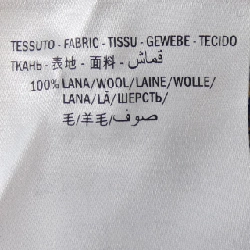 TESSUTO - FABRIC - TISSU - GEWEBE - TECIDO
ТКАНЬ - 表地 - 面料 - قماش
100% LANA/WOOL/LAINE/WOLLE/
LANA/LÃ/ШЕРСТЬ/
毛/羊毛/صوف